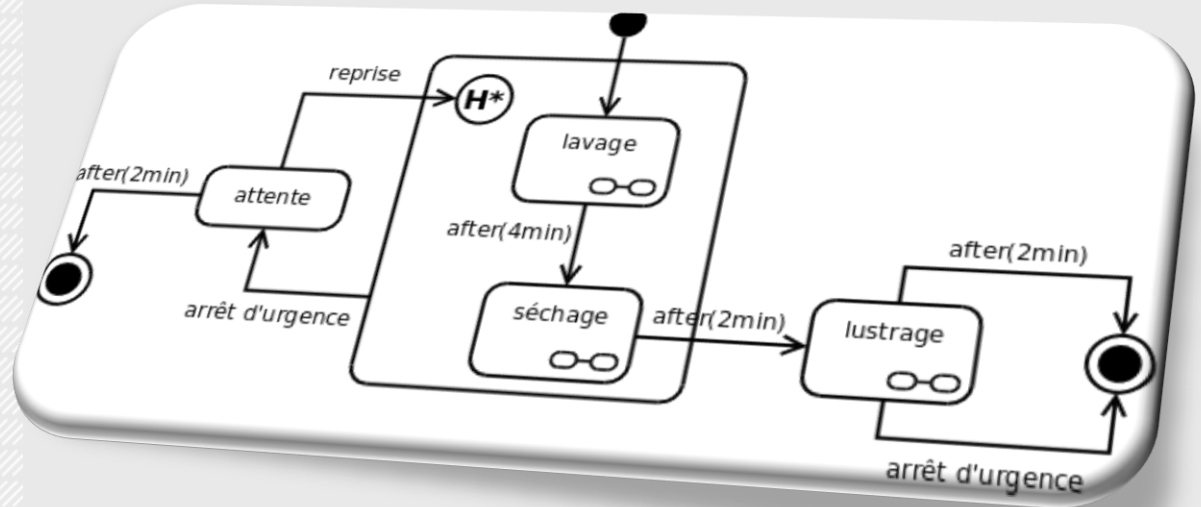 reprise
H*
lavage
after(2min)
attente
after(4min)
after(2min)
séchage
after(2min)
arrêt d'urgence
lustrage
arrêt d'urgence